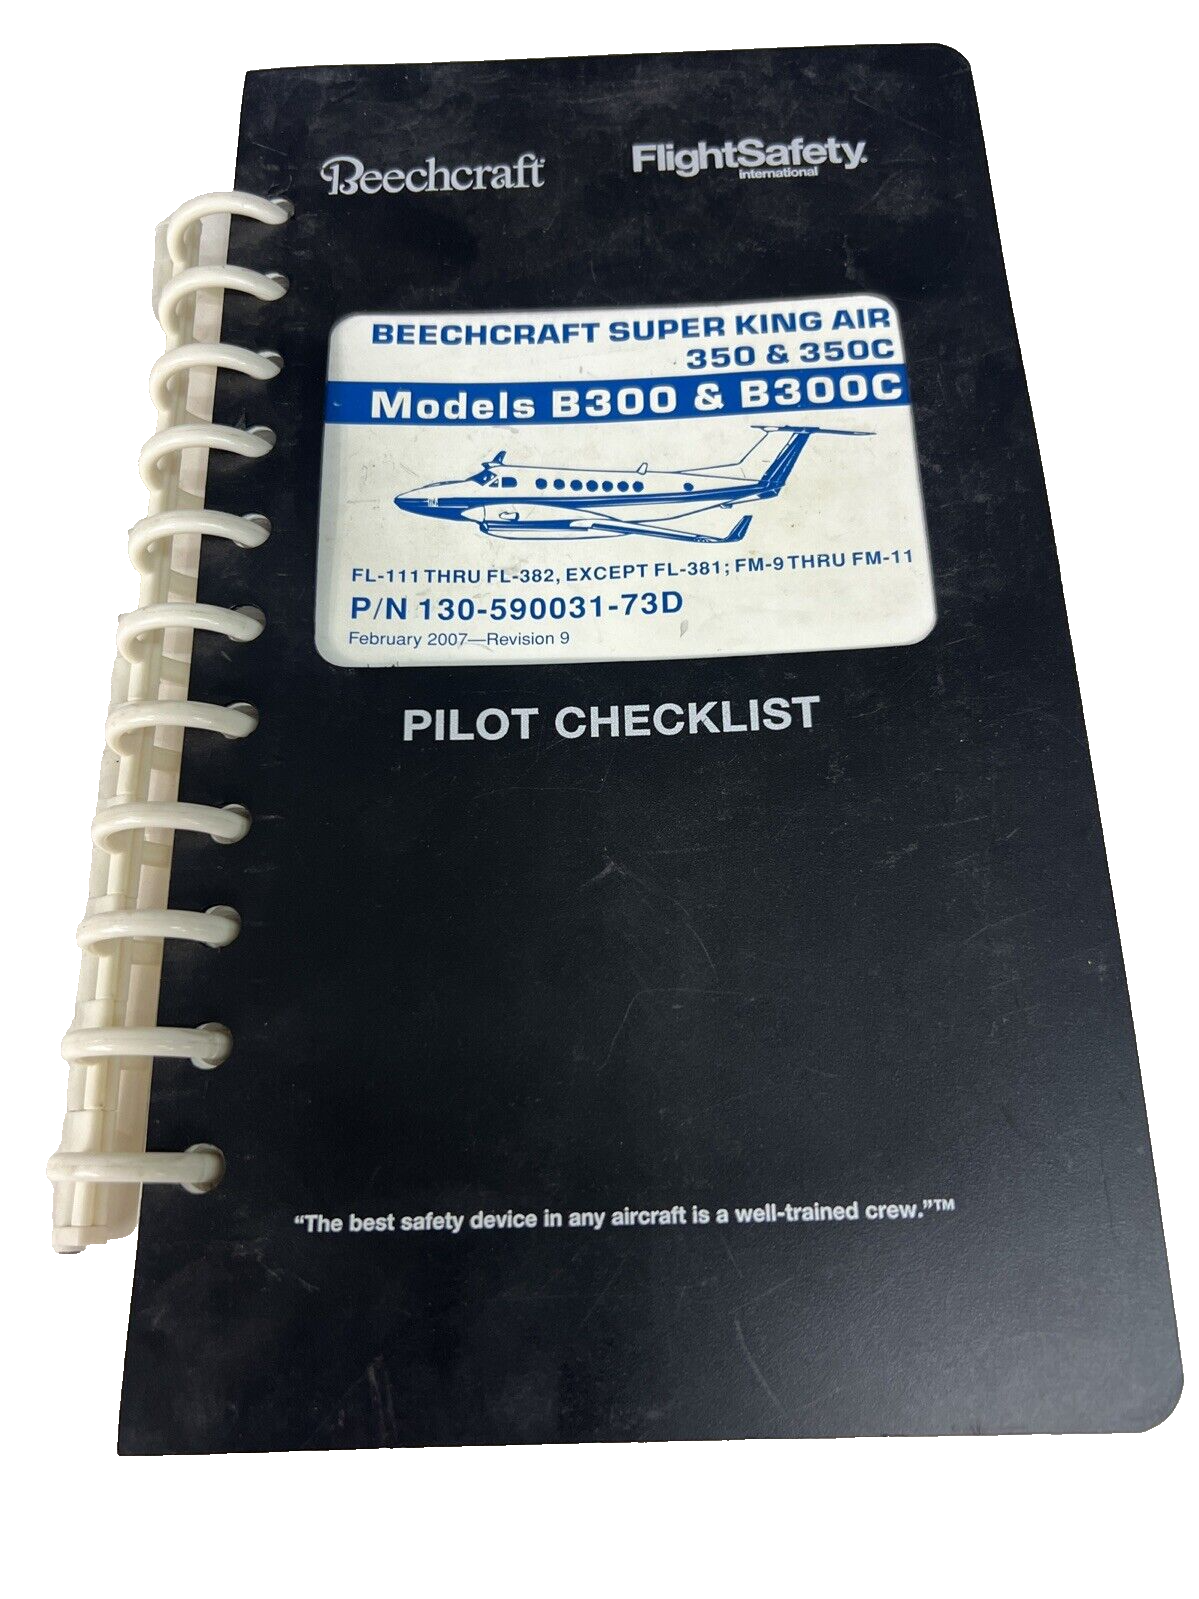 Beechcraft
FlightSafety
international
BEECHCRAFT SUPER KING AIR
350 & 350C
Models B300 & B300C
FL-111 THRU FL-382, EXCEPT FL-381; FM-9 THRU FM-11
P/N 130-590031-73D
February 2007—Revision 9
PILOT CHECKLIST
“The best safety device in any aircraft is a well-trained crew.”™